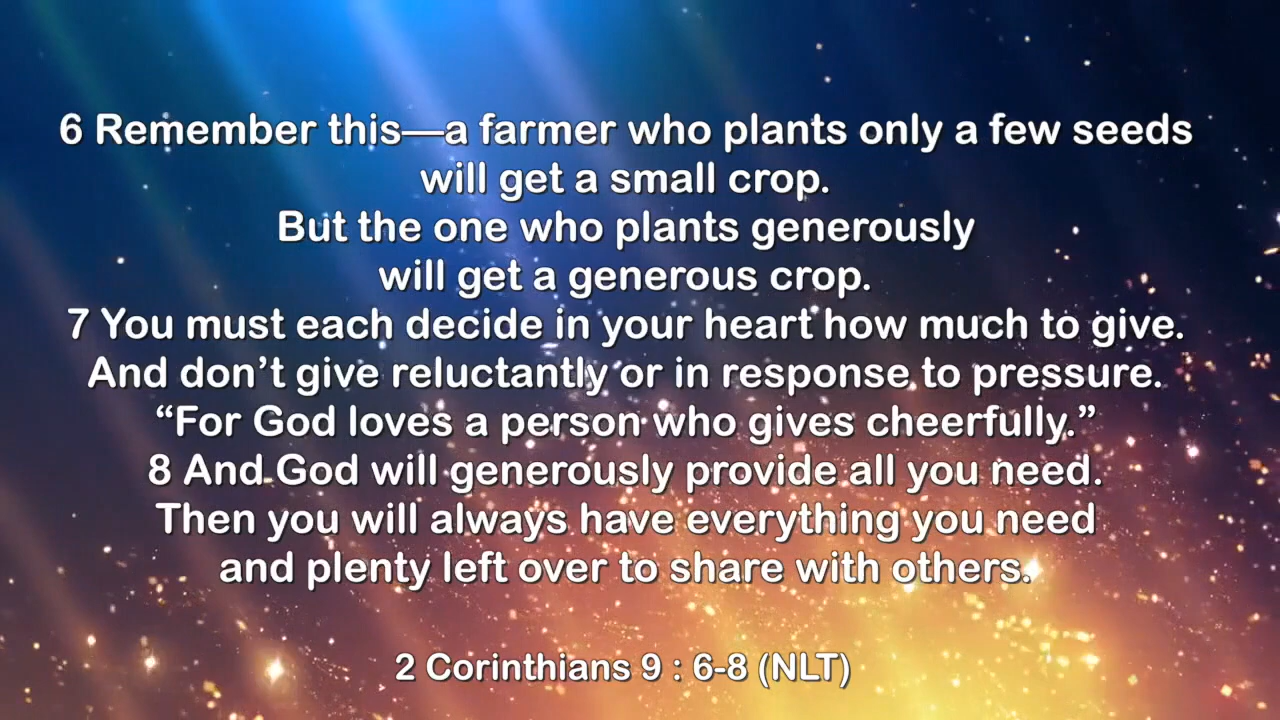 6 Remember this—a farmer who plants only a few seeds
will get a small crop.
But the one who plants generously
will get a generous crop.
7 You must each decide in your heart how much to give.
And don’t give reluctantly or in response to pressure.
“For God loves a person who gives cheerfully.”
8 And God will generously provide all you need.
Then you will always have everything you need
and plenty left over to share with others.
2 Corinthians 9 : 6-8 (NLT)